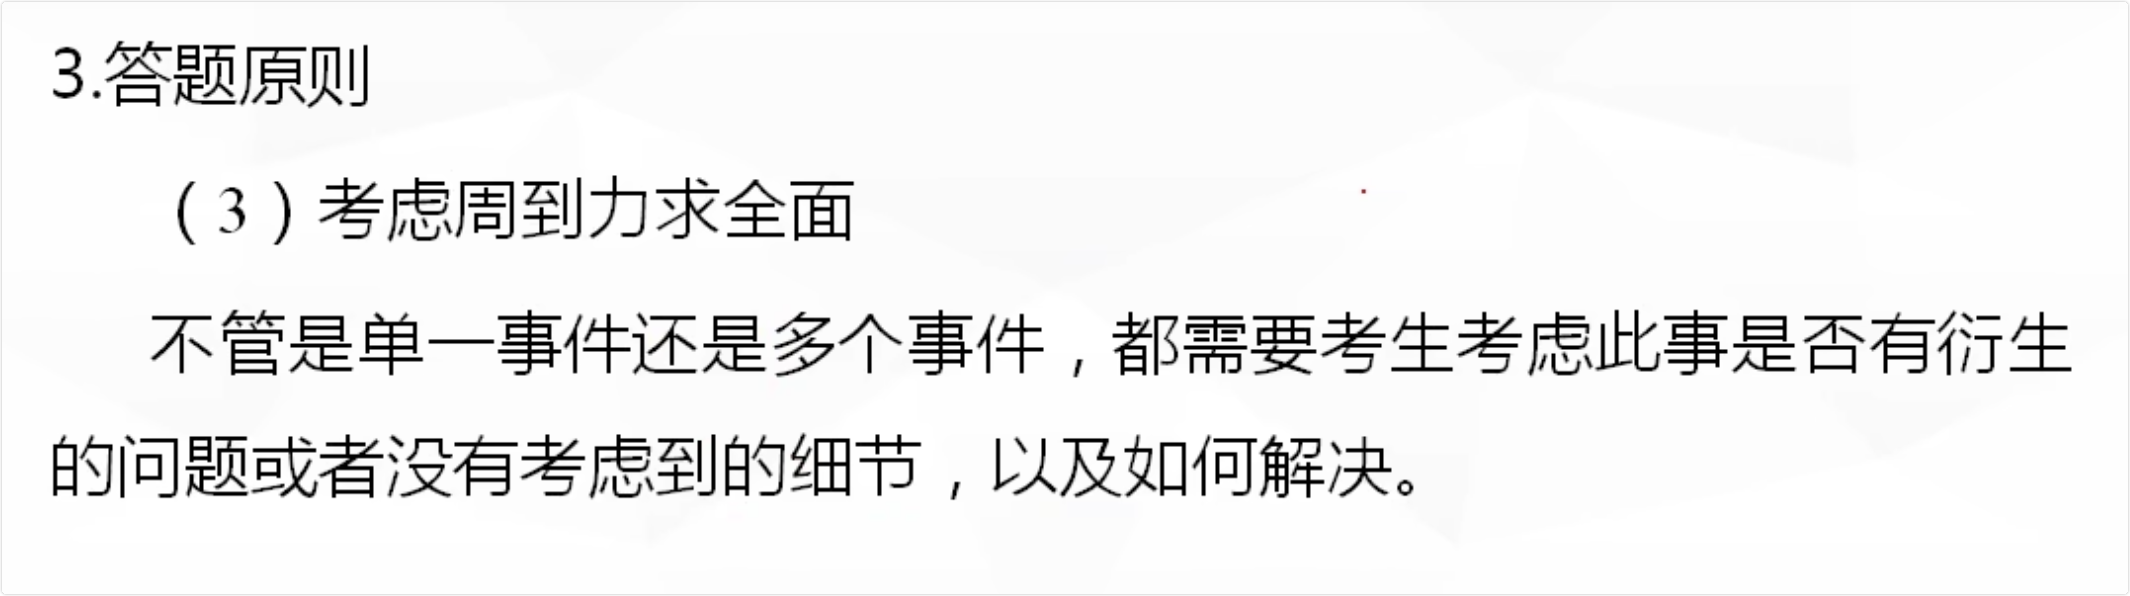 3.答题原则
（3）考虑周到力求全面
不管是单一事件还是多个事件，都需要考生考虑此事是否有衍生
的问题或者没有考虑到的细节，以及如何解决。